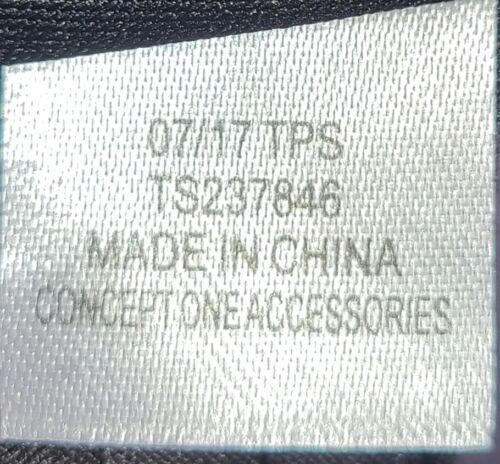 07/17 TPS
TS237846
MADE IN CHINA
CONCEPT ONE ACCESSORIES